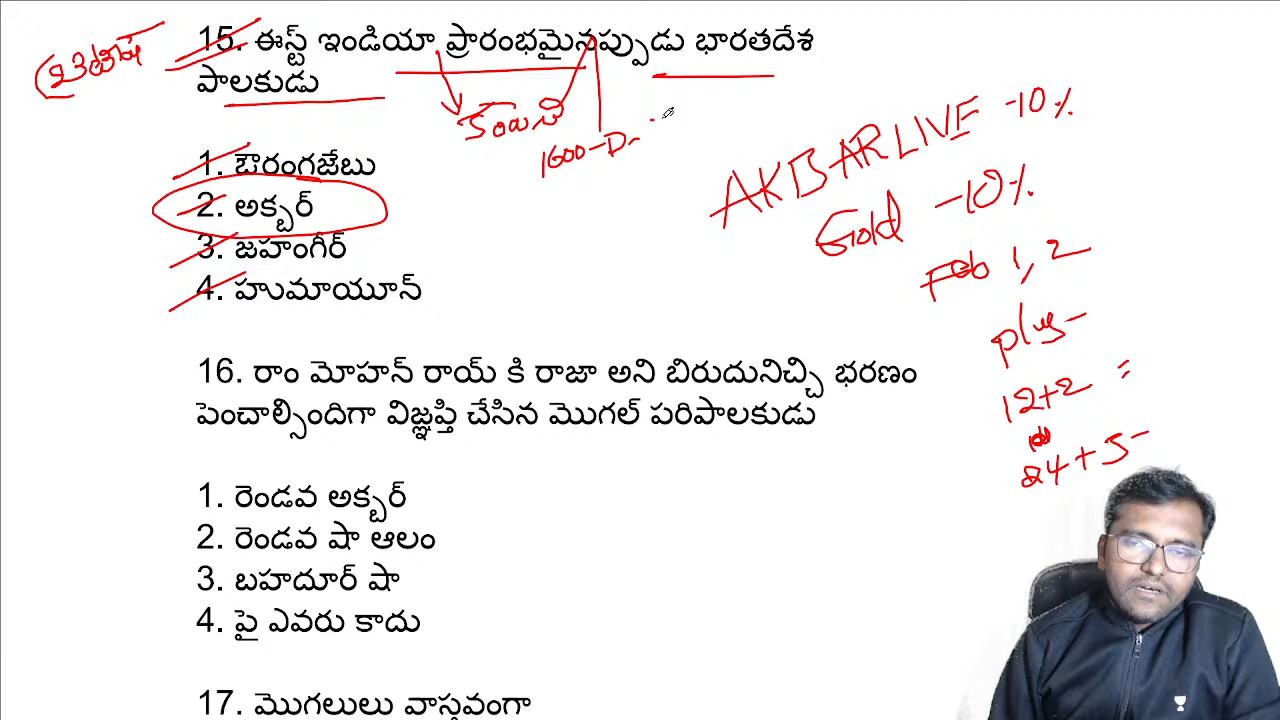 15. ఈస్ట్ ఇండియా ప్రారంభమైనప్పుడు భారతదేశ
పాలకుడు
కంపెనీ
1600-D-
1. ఔరంగజేబు
2. అక్బర్
3. జహంగీర్
4. హుమాయూన్
AKBARLIVE -10%
Gold -10%
Feb 1, 2
plus-
12+2 =
24+5-
16. రాం మోహన్ రాయ్ కి రాజా అని బిరుదునిచ్చి భరణం
పెంచాల్సిందిగా విజ్ఞప్తి చేసిన మొగల్ పరిపాలకుడు
1. రెండవ అక్బర్
2. రెండవ షా ఆలం
3. బహదూర్ షా
4. పై ఎవరు కాదు
17. మొగలులు వాస్తవంగా